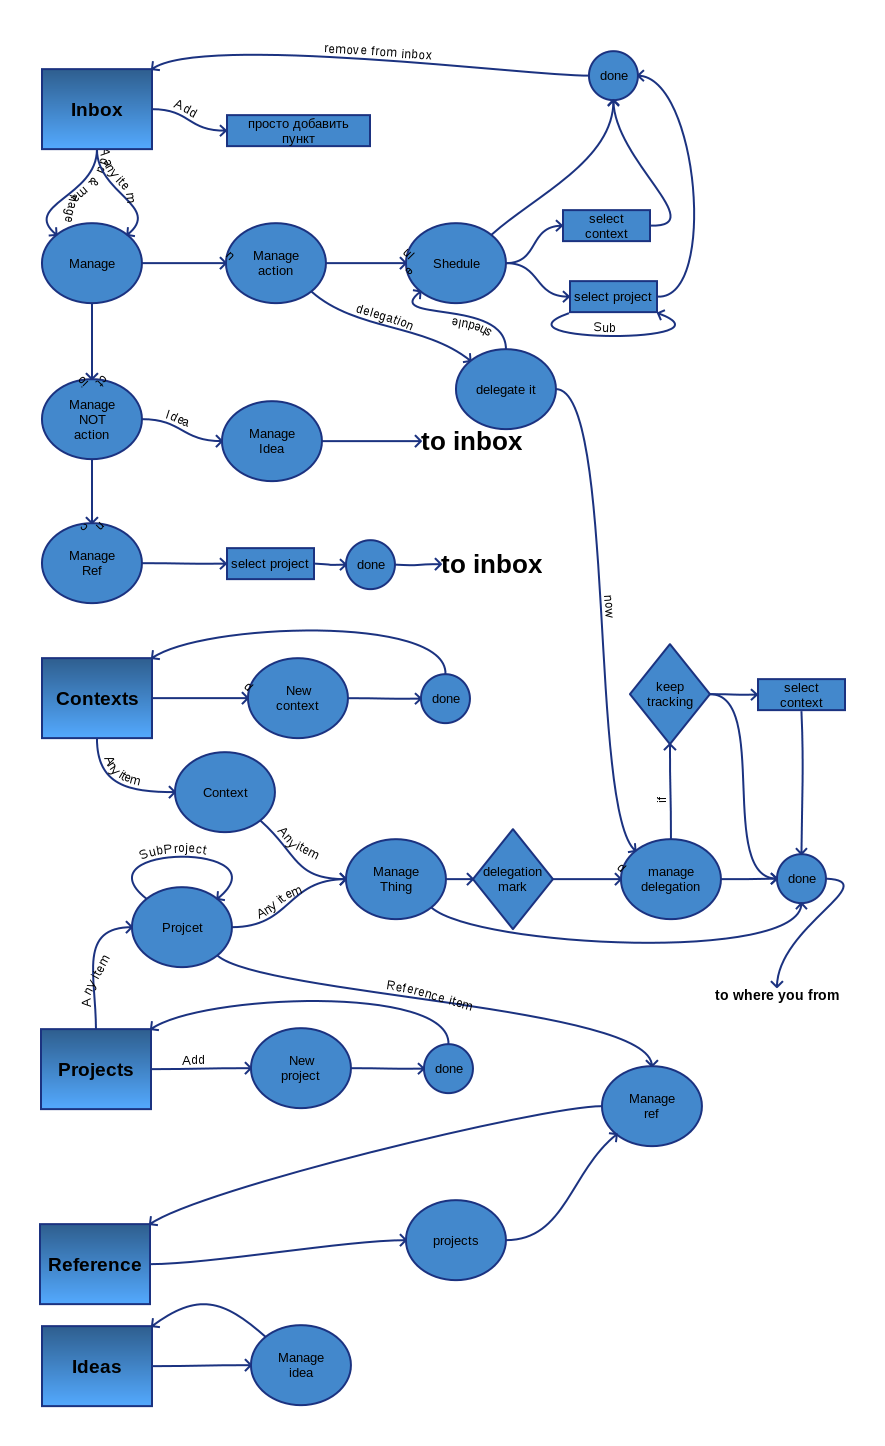 remove from inbox
done
Inbox
Add
просто добавить
пункт
Any item
select
context
Manage
Manage
action
Shedule
select project
Sub
delegation
shedule
delegate it
Manage
NOT
action
Idea
Manage
Idea
to inbox
Manage
Ref
select project
done
to inbox
now
Contexts
New
context
done
keep
tracking
select
context
Any item
Context
if
Any item
SubProject
Manage
Thing
delegation
mark
manage
delegation
done
Any item
Projcet
Any item
Reference item
to where you from
Projects
Add
New
project
done
Manage
ref
Reference
projects
Ideas
Manage
idea